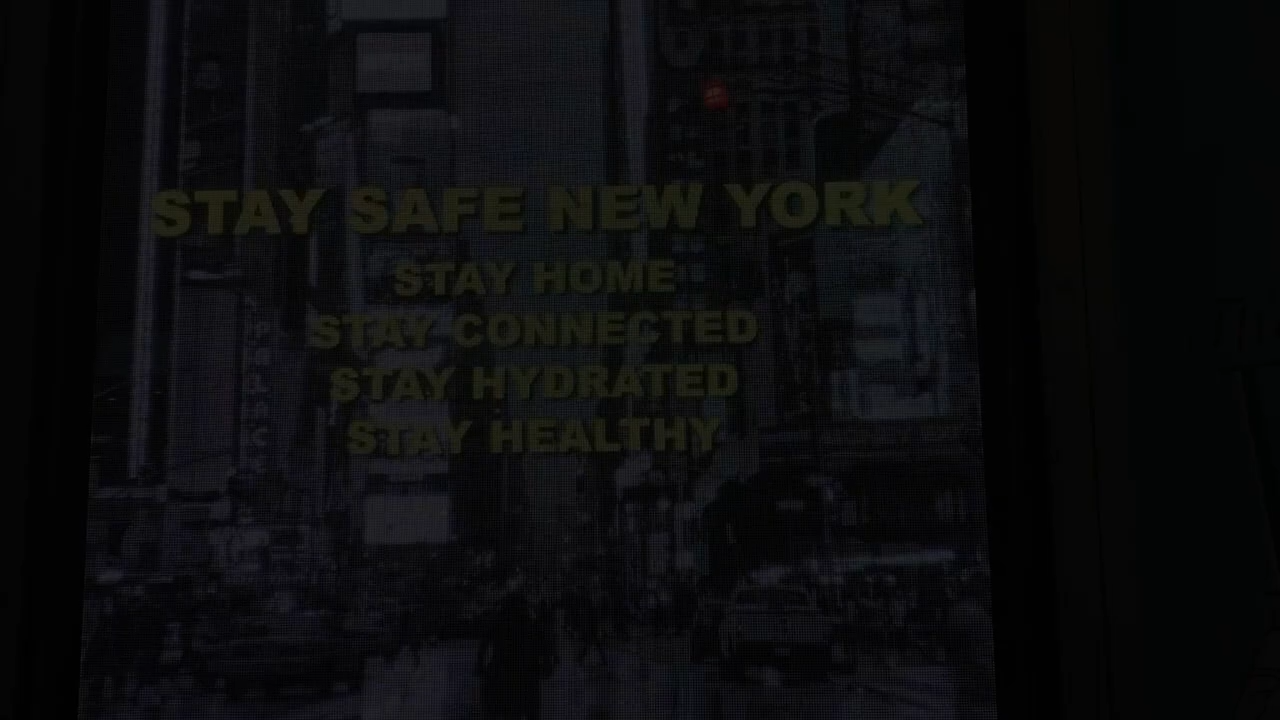 STAY SAFE NEW YORK
STAY HOME
STAY CONNECTED
STAY HYDRATED
STAY HEALTHY